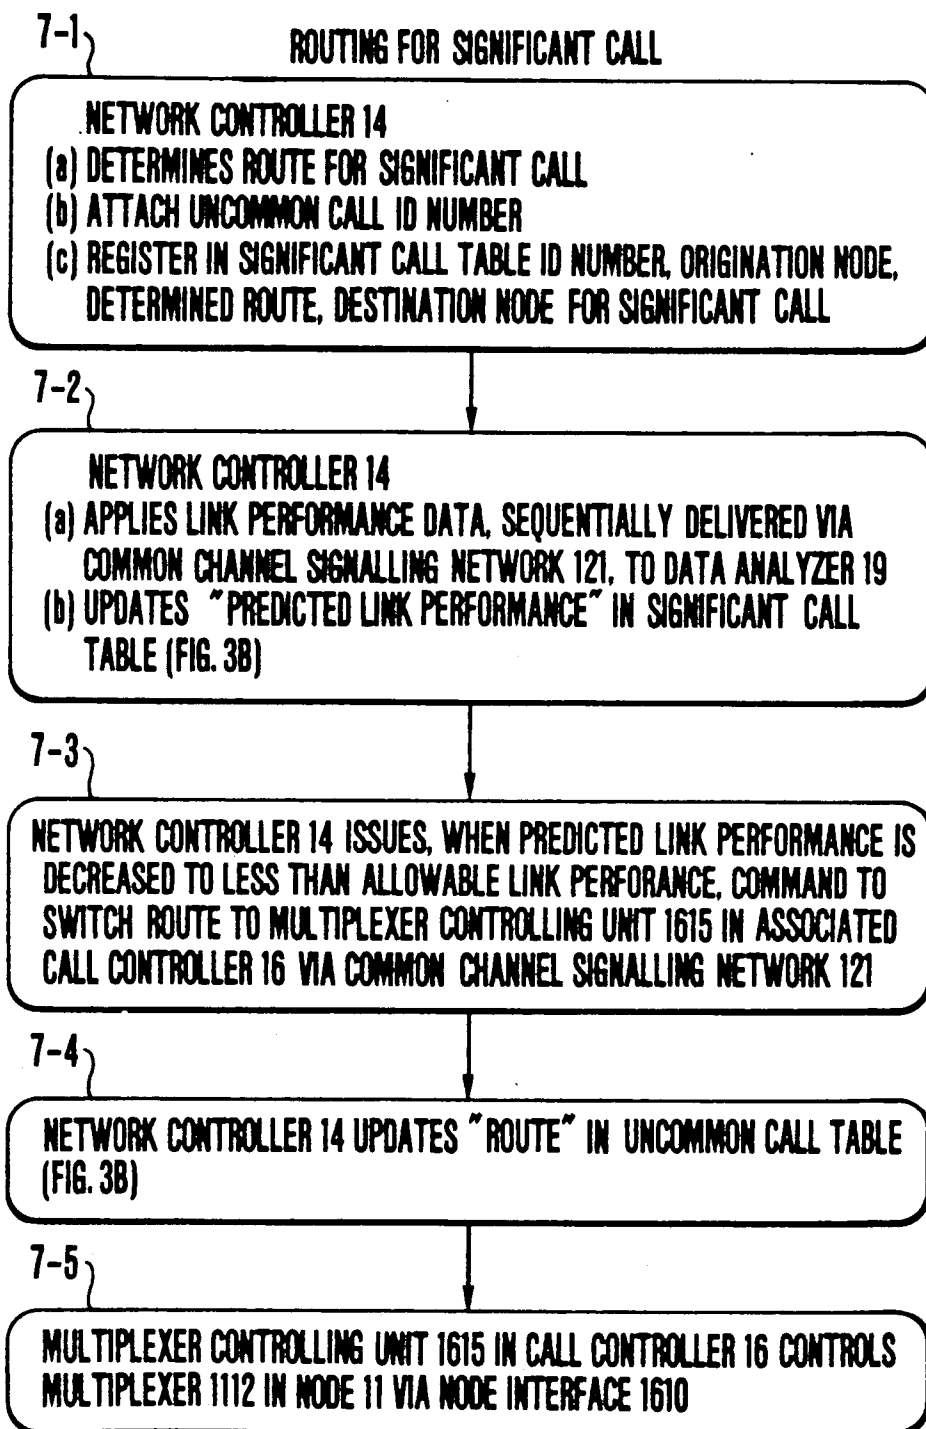 7-1
ROUTING FOR SIGNIFICANT CALL
NETWORK CONTROLLER 14
(a) DETERMINES ROUTE FOR SIGNIFICANT CALL
(b) ATTACH UNCOMMON CALL ID NUMBER
(c) REGISTER IN SIGNIFICANT CALL TABLE ID NUMBER, ORIGINATION NODE,
DETERMINED ROUTE, DESTINATION NODE FOR SIGNIFICANT CALL
7-2
NETWORK CONTROLLER 14
(a) APPLIES LINK PERFORMANCE DATA, SEQUENTIALLY DELIVERED VIA
COMMON CHANNEL SIGNALLING NETWORK 121, TO DATA ANALYZER 19
(b) UPDATES "PREDICTED LINK PERFORMANCE" IN SIGNIFICANT CALL
TABLE (FIG. 3B)
7-3
NETWORK CONTROLLER 14 ISSUES, WHEN PREDICTED LINK PERFORMANCE IS
DECREASED TO LESS THAN ALLOWABLE LINK PERFORANCE, COMMAND TO
SWITCH ROUTE TO MULTIPLEXER CONTROLLING UNIT 1615 IN ASSOCIATED
CALL CONTROLLER 16 VIA COMMON CHANNEL SIGNALLING NETWORK 121
7-4
NETWORK CONTROLLER 14 UPDATES "ROUTE" IN UNCOMMON CALL TABLE
(FIG. 3B)
7-5
MULTIPLEXER CONTROLLING UNIT 1615 IN CALL CONTROLLER 16 CONTROLS
MULTIPLEXER 1112 IN NODE 11 VIA NODE INTERFACE 1610